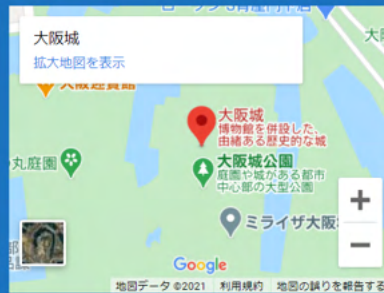 大阪城
拡大地図を表示
大阪城
博物館を併設した、
由緒ある歴史的な城
丸庭園
大阪城公園
庭園や城がある都市
中心部の大型公園
ミライザ大阪
+
−
Google
地図データ ©2021 利用規約 地図の誤りを報告する